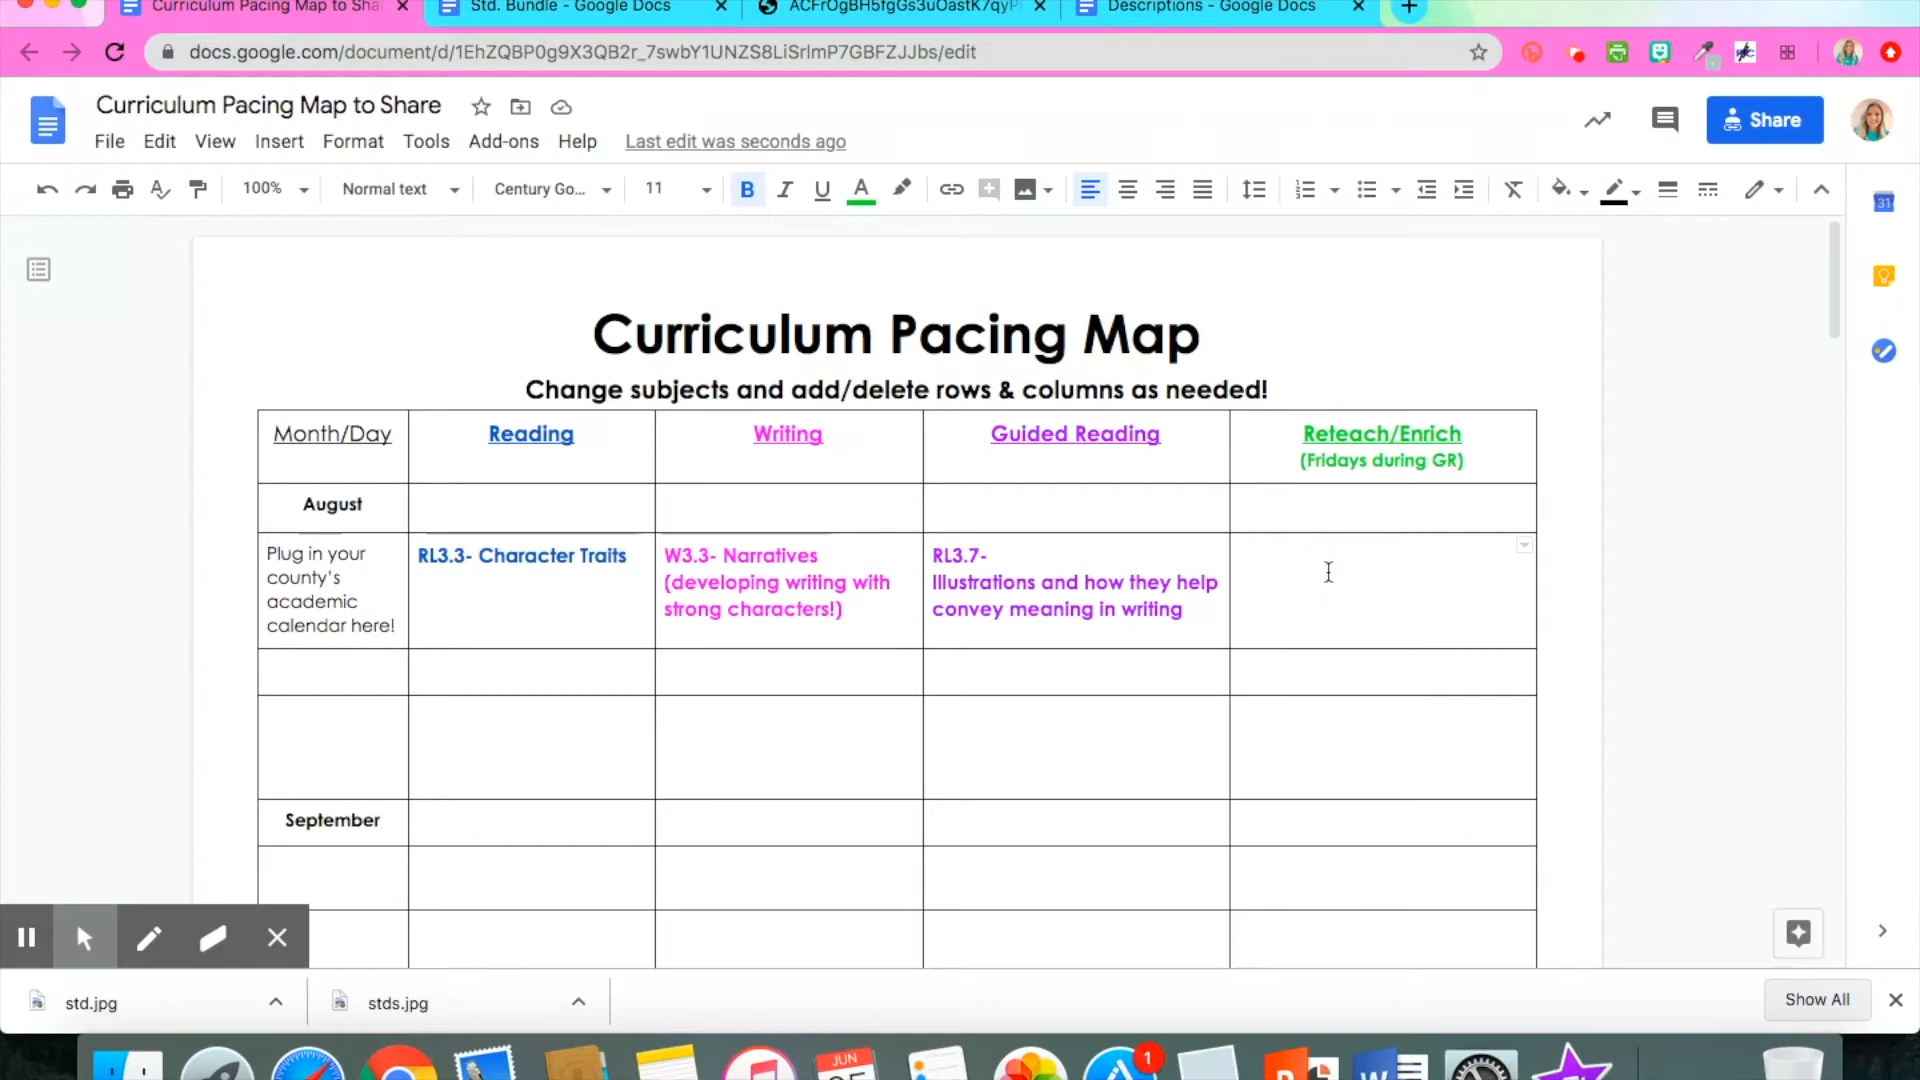 Curriculum Pacing Map to Shar
Std. Bundle - Google Docs
Descriptions - Google Docs
docs.google.com/document/d/1EhZQBP0g9X3QB2r_7swbY1UNZS8LiSrlmP7GBFZJJbs/edit
Curriculum Pacing Map to Share
File Edit View Insert Format Tools Add-ons Help Last edit was seconds ago
Share
100% Normal text Century Go... 11 B I U A
31
Curriculum Pacing Map
Change subjects and add/delete rows & columns as needed!
Month/Day Reading Writing Guided Reading Reteach/Enrich
(Fridays during GR)
August
Plug in your
county's
academic
calendar here!
RL3.3- Character Traits
W3.3- Narratives
(developing writing with
strong characters!)
RL3.7-
Illustrations and how they help
convey meaning in writing
September
std.jpg
stds.jpg
Show All
JUN
1